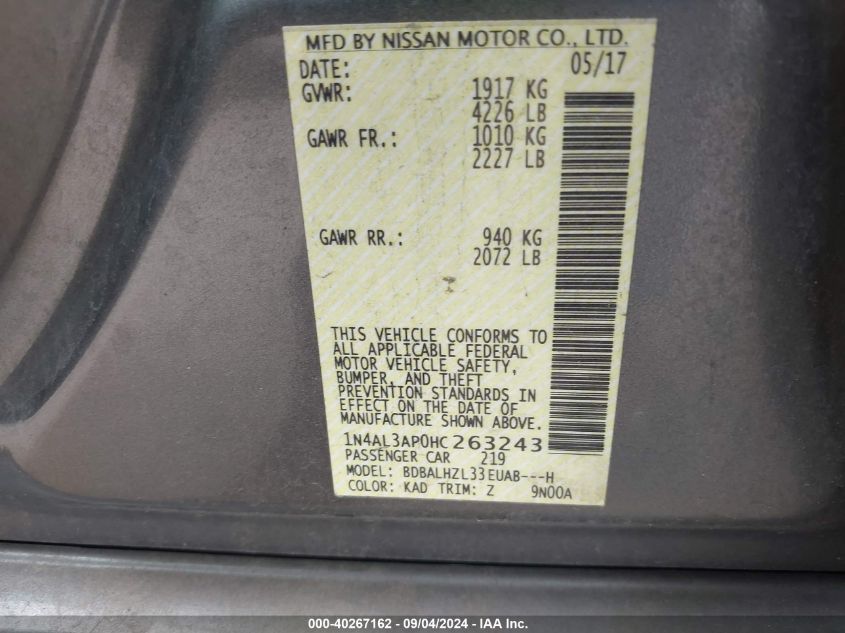 MFD BY NISSAN MOTOR CO., LTD.
DATE: 05/17
GVWR: 1917 KG
4226 LB
GAWR FR.: 1010 KG
2227 LB
GAWR RR.: 940 KG
2072 LB
THIS VEHICLE CONFORMS TO
ALL APPLICABLE FEDERAL
MOTOR VEHICLE SAFETY,
BUMPER, AND THEFT
PREVENTION STANDARDS IN
EFFECT ON THE DATE OF
MANUFACTURE SHOWN ABOVE.
1N4AL3AP0HC263243
PASSENGER CAR 219
MODEL: BDBALHZL33EUAB---H
COLOR: KAD TRIM: Z 9N00A
000-40267162 - 09/04/2024 - IAA Inc.